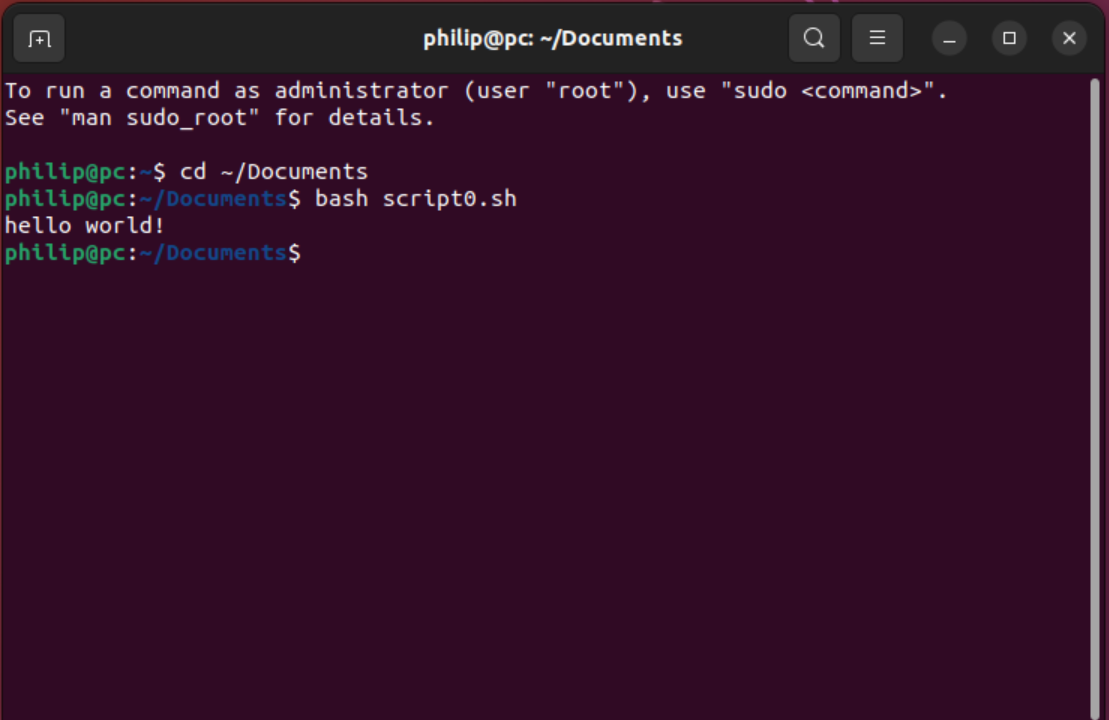 philip@pc: ~/Documents
To run a command as administrator (user "root"), use "sudo <command>".
See "man sudo_root" for details.
philip@pc:~$ cd ~/Documents
philip@pc:~/Documents$ bash script0.sh
hello world!
philip@pc:~/Documents$